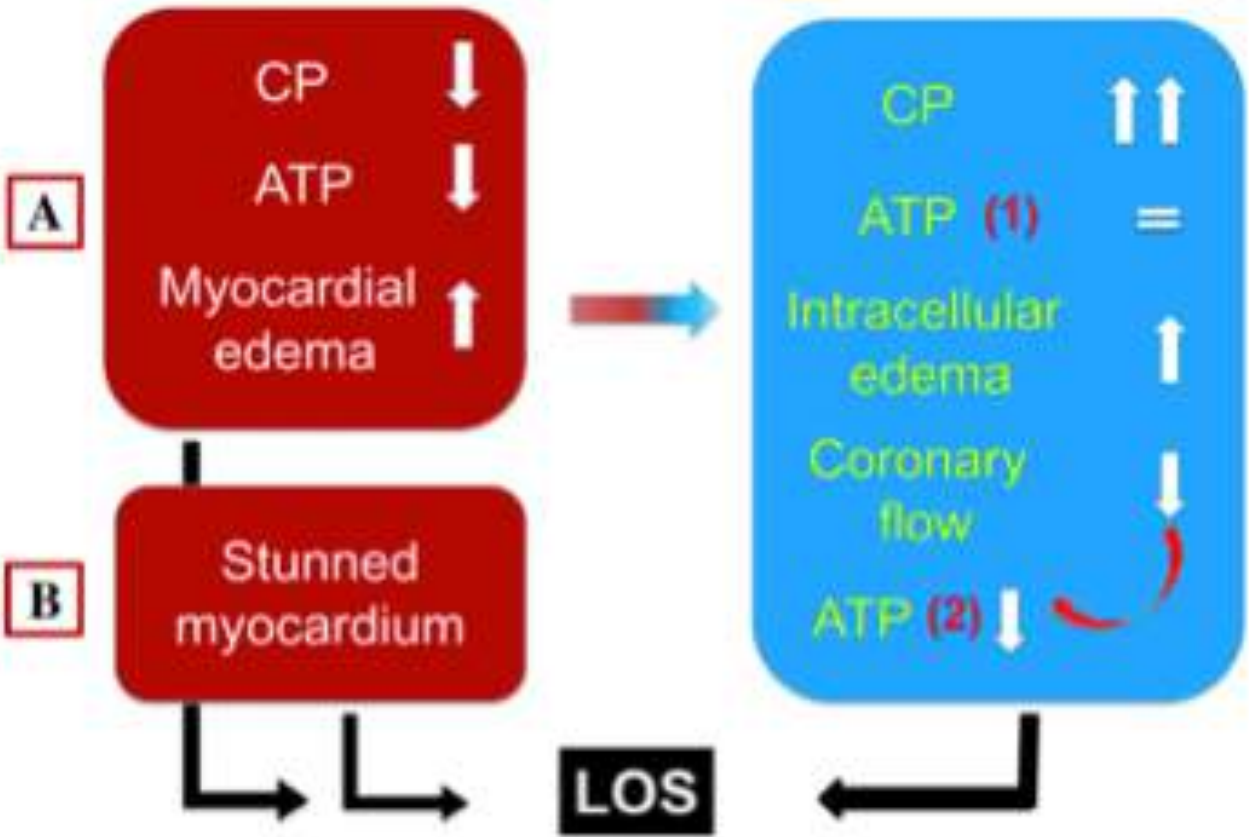 A
CP
ATP
Myocardial
edema
B
Stunned
myocardium
CP
ATP (1) =
Intracellular
edema
Coronary
flow
ATP (2)
LOS